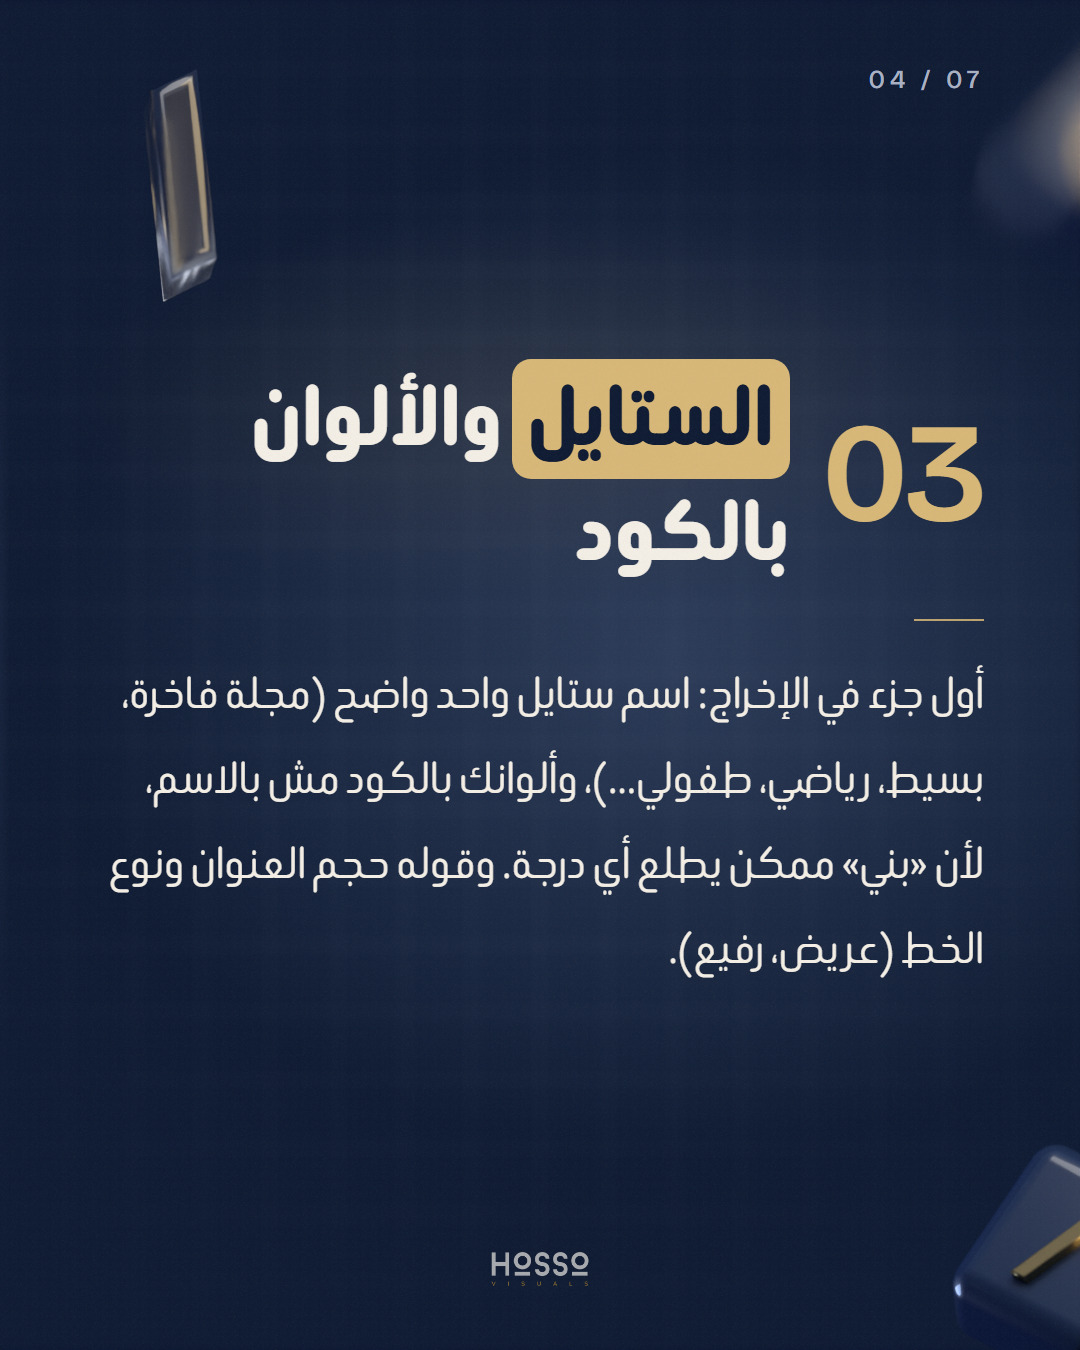 04 / 07
03
الستايل والألوان
بالكود
أول جزء في الإخراج: اسم ستايل واحد واضح (مجلة فاخرة،
بسيط، رياضي، طفولي...)، وألوانك بالكود مش بالاسم،
لأن «بني» ممكن يطلع أي درجة. وقوله حجم العنوان ونوع
الخط (عريض، رفيع).
HOSSO
VISUALS